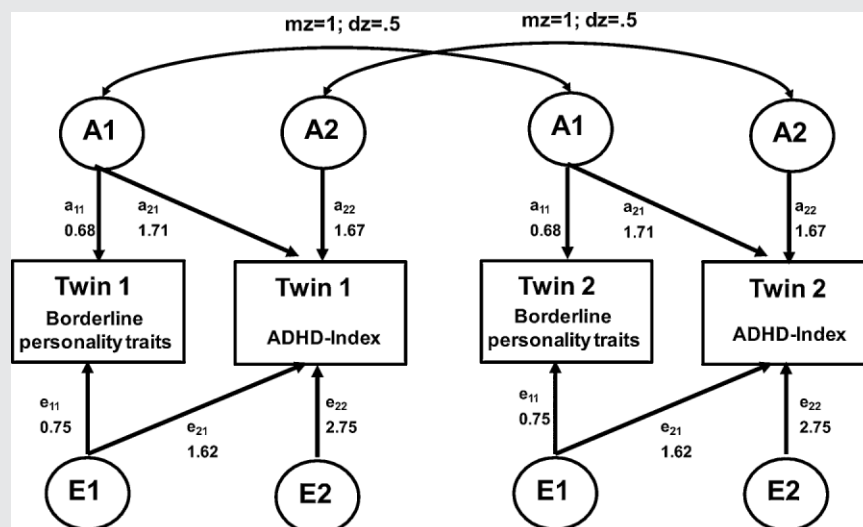 mz=1; dz=.5
mz=1; dz=.5
A1
A2
A1
A2
a11
0.68
a21
1.71
a22
1.67
a11
0.68
a21
1.71
a22
1.67
Twin 1
Borderline
personality traits
Twin 1
ADHD-Index
Twin 2
Borderline
personality traits
Twin 2
ADHD-Index
e11
0.75
e21
1.62
e22
2.75
e11
0.75
e21
1.62
e22
2.75
E1
E2
E1
E2